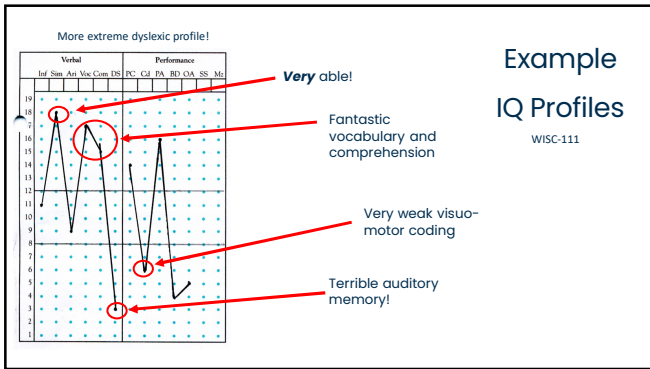 More extreme dyslexic profile!
Verbal Performance
Inf Sim Ari Voc Com DS PC Cd PA BD OA SS Mz
19
18
17
16
15
14
13
12
11
10
9
8
7
6
5
4
3
2
1
Very able!
Fantastic
vocabulary and
comprehension
Very weak visuo-
motor coding
Terrible auditory
memory!
Example
IQ Profiles
WISC-111